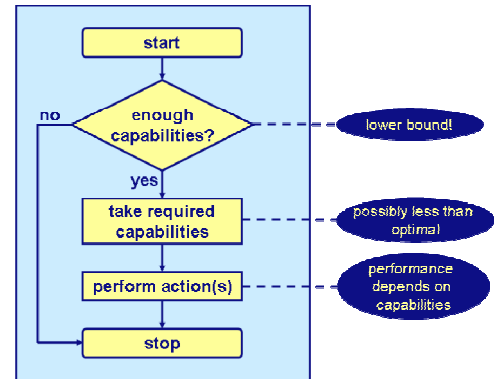 start
no
enough
capabilities?
lower bound!
yes
take required
capabilities
possibly less than
optimal
perform action(s)
performance
depends on
capabilities
stop